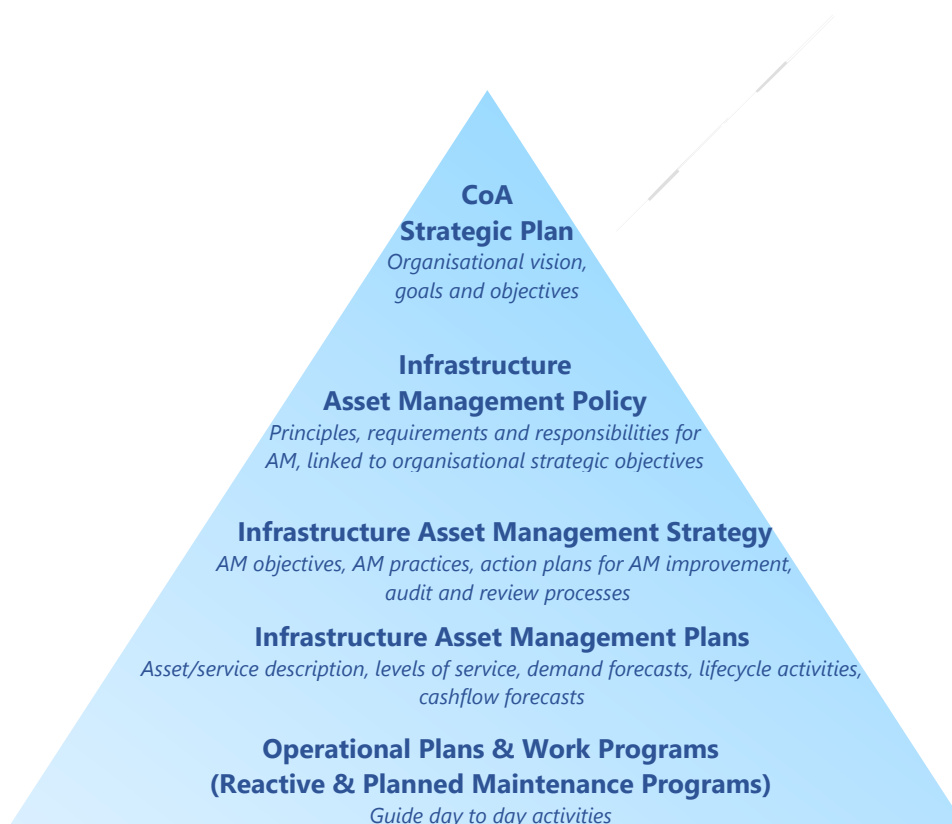 CoA
Strategic Plan
Organisational vision,
goals and objectives
Infrastructure
Asset Management Policy
Principles, requirements and responsibilities for
AM, linked to organisational strategic objectives
Infrastructure Asset Management Strategy
AM objectives, AM practices, action plans for AM improvement,
audit and review processes
Infrastructure Asset Management Plans
Asset/service description, levels of service, demand forecasts, lifecycle activities,
cashflow forecasts
Operational Plans & Work Programs
(Reactive & Planned Maintenance Programs)
Guide day to day activities